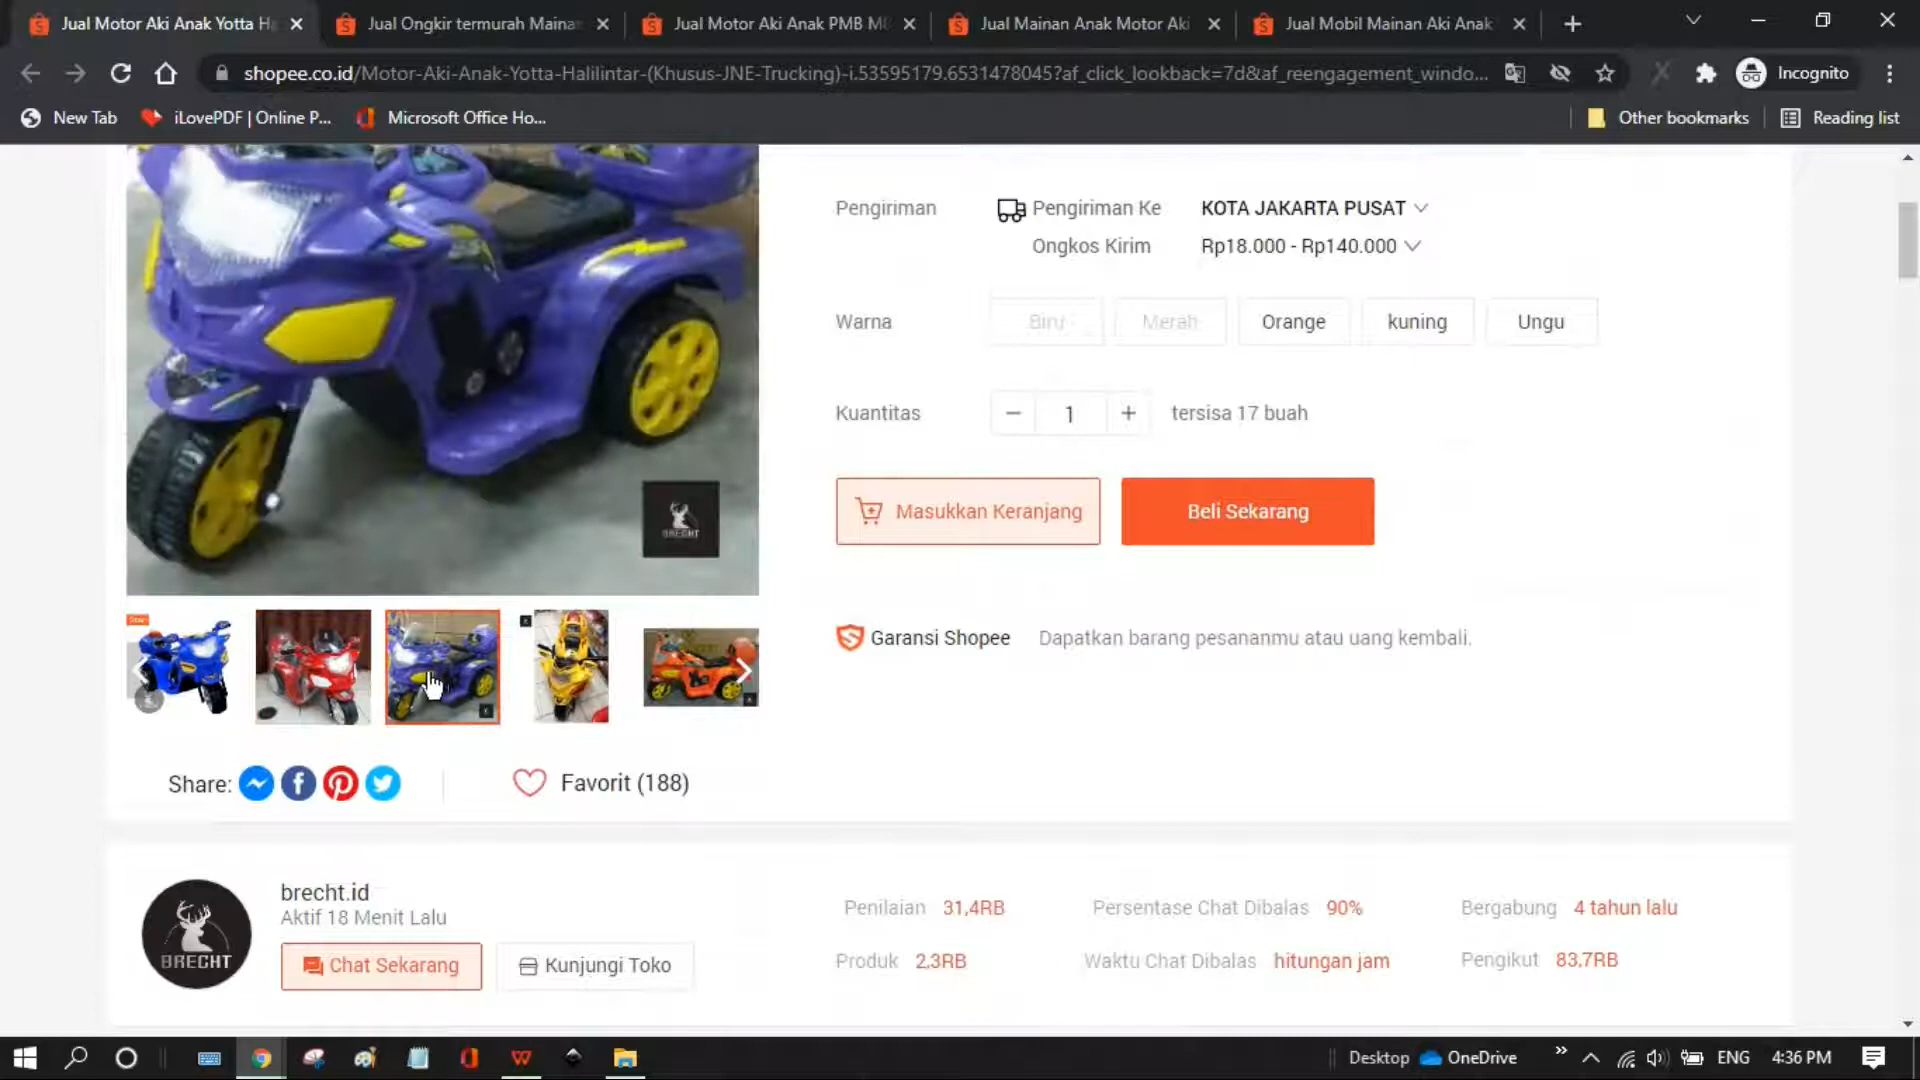 Jual Motor Aki Anak Yotta Ha
Jual Ongkir termurah Maina
Jual Motor Aki Anak PMB M
Jual Mainan Anak Motor Aki
Jual Mobil Mainan Aki Anak
shopee.co.id/Motor-Aki-Anak-Yotta-Halilintar-(Khusus-JNE-Trucking)-i.53595179.6531478045?af_click_lookback=7d&af_reengagement_windo...
Incognito
New Tab
iLovePDF | Online P...
Microsoft Office Ho...
Other bookmarks
Reading list
Pengiriman
Pengiriman Ke
KOTA JAKARTA PUSAT
Ongkos Kirim
Rp18.000 - Rp140.000
Warna
Biru
Merah
Orange
kuning
Ungu
Kuantitas
1
tersisa 17 buah
BRECHT
Masukkan Keranjang
Beli Sekarang
Garansi Shopee
Dapatkan barang pesananmu atau uang kembali.
Share:
Favorit (188)
BRECHT
brecht.id
Aktif 18 Menit Lalu
Chat Sekarang
Kunjungi Toko
Penilaian 31,4RB
Persentase Chat Dibalas 90%
Bergabung 4 tahun lalu
Produk 2,3RB
Waktu Chat Dibalas hitungan jam
Pengikut 83,7RB
Desktop
OneDrive
ENG
4:36 PM